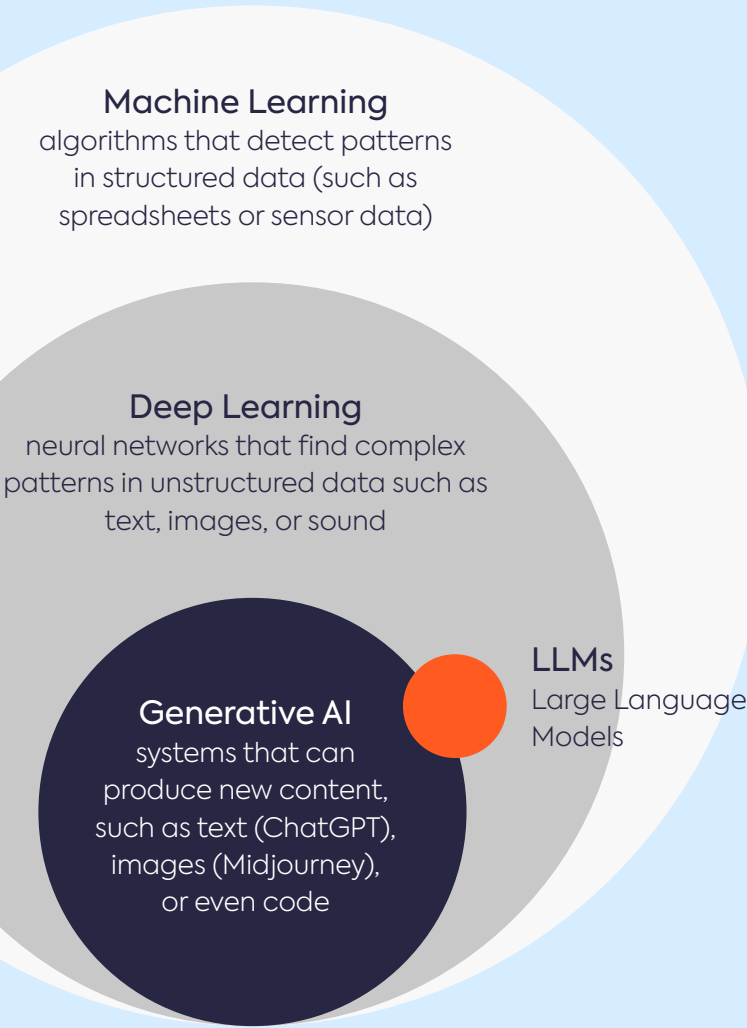 Machine Learning
algorithms that detect patterns
in structured data (such as
spreadsheets or sensor data)
Deep Learning
neural networks that find complex
patterns in unstructured data such as
text, images, or sound
LLMs
Large Language
Models
Generative AI
systems that can
produce new content,
such as text (ChatGPT),
images (Midjourney),
or even code